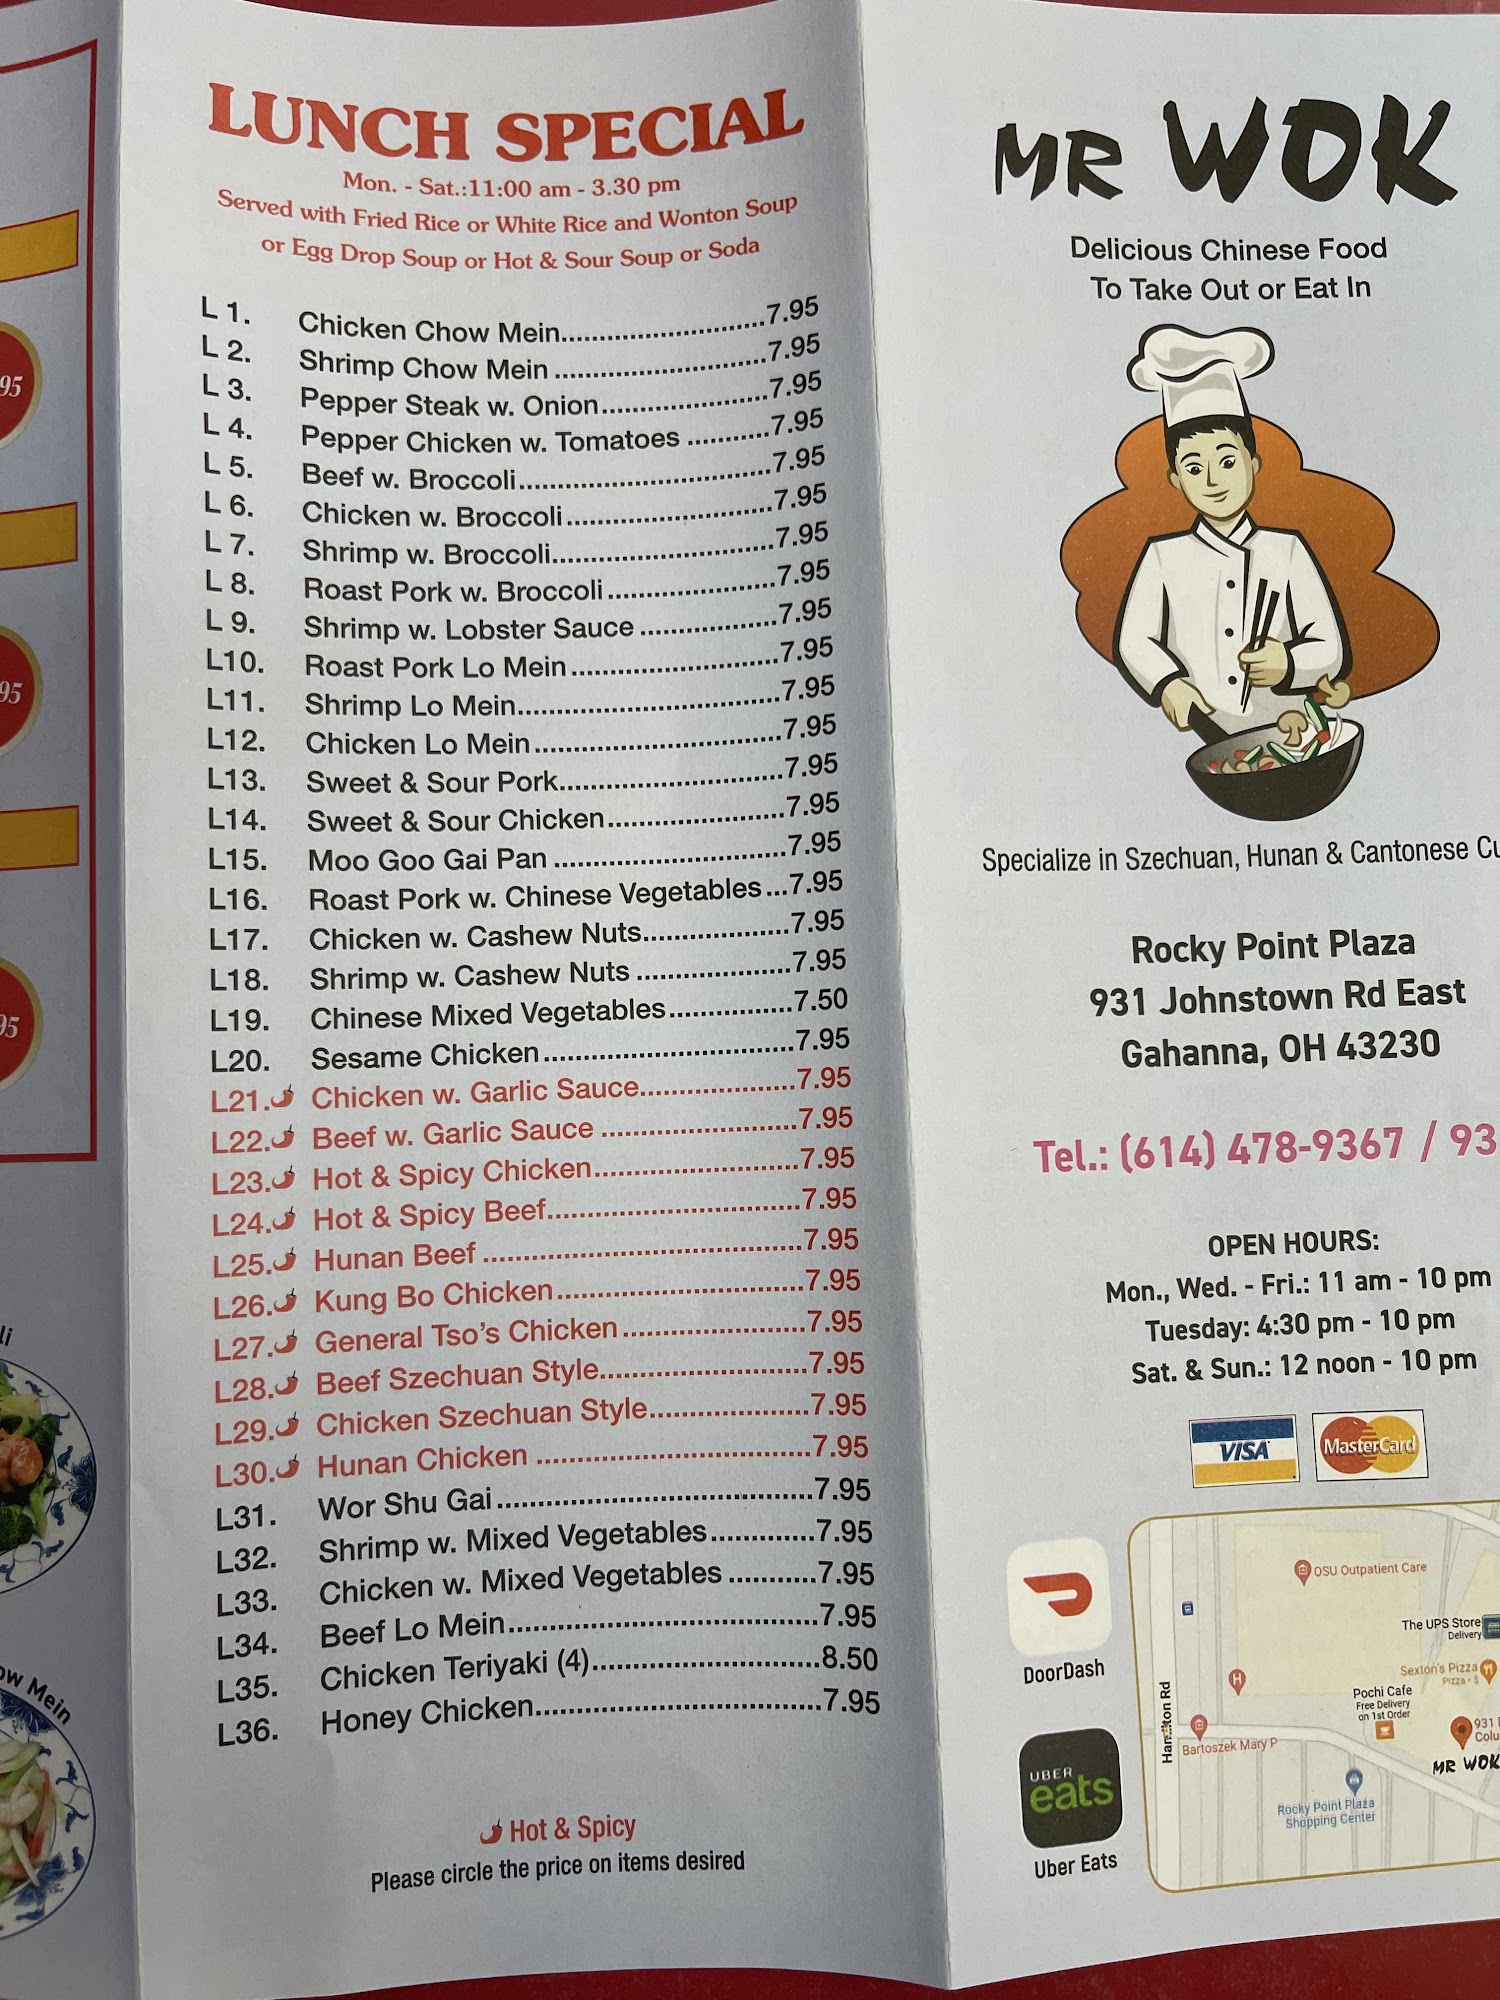 95
95
95
li
ow Mein
LUNCH SPECIAL
Mon. - Sat.:11:00 am - 3.30 pm
Served with Fried Rice or White Rice and Wonton Soup
or Egg Drop Soup or Hot & Sour Soup or Soda
L 1. Chicken Chow Mein 7.95
L 2. Shrimp Chow Mein 7.95
L 3. Pepper Steak w. Onion 7.95
L 4. Pepper Chicken w. Tomatoes 7.95
L 5. Beef w. Broccoli 7.95
L 6. Chicken w. Broccoli 7.95
L 7. Shrimp w. Broccoli 7.95
L 8. Roast Pork w. Broccoli 7.95
L 9. Shrimp w. Lobster Sauce 7.95
L10. Roast Pork Lo Mein 7.95
L11. Shrimp Lo Mein 7.95
L12. Chicken Lo Mein 7.95
L13. Sweet & Sour Pork 7.95
L14. Sweet & Sour Chicken 7.95
L15. Moo Goo Gai Pan 7.95
L16. Roast Pork w. Chinese Vegetables 7.95
L17. Chicken w. Cashew Nuts 7.95
L18. Shrimp w. Cashew Nuts 7.95
L19. Chinese Mixed Vegetables 7.50
L20. Sesame Chicken 7.95
L21. Chicken w. Garlic Sauce 7.95
L22. Beef w. Garlic Sauce 7.95
L23. Hot & Spicy Chicken 7.95
L24. Hot & Spicy Beef 7.95
L25. Hunan Beef 7.95
L26. Kung Bo Chicken 7.95
L27. General Tso's Chicken 7.95
L28. Beef Szechuan Style 7.95
L29. Chicken Szechuan Style 7.95
L30. Hunan Chicken 7.95
L31. Wor Shu Gai 7.95
L32. Shrimp w. Mixed Vegetables 7.95
L33. Chicken w. Mixed Vegetables 7.95
L34. Beef Lo Mein 7.95
L35. Chicken Teriyaki (4) 8.50
L36. Honey Chicken 7.95
Hot & Spicy
Please circle the price on items desired
MR WOK
Delicious Chinese Food
To Take Out or Eat In
Specialize in Szechuan, Hunan & Cantonese Cu
Rocky Point Plaza
931 Johnstown Rd East
Gahanna, OH 43230
Tel.: (614) 478-9367 / 93
OPEN HOURS:
Mon., Wed. - Fri.: 11 am - 10 pm
Tuesday: 4:30 pm - 10 pm
Sat. & Sun.: 12 noon - 10 pm
VISA
MasterCard
DoorDash
UBER
eats
Uber Eats
OSU Outpatient Care
The UPS Store
Delivery
Sexton's Pizza
Pizza · $
Pochi Cafe
Free Delivery
on 1st Order
H
Hamilton Rd
Bartoszek Mary P
931
Colu
MR WOK
Rocky Point Plaza
Shopping Center